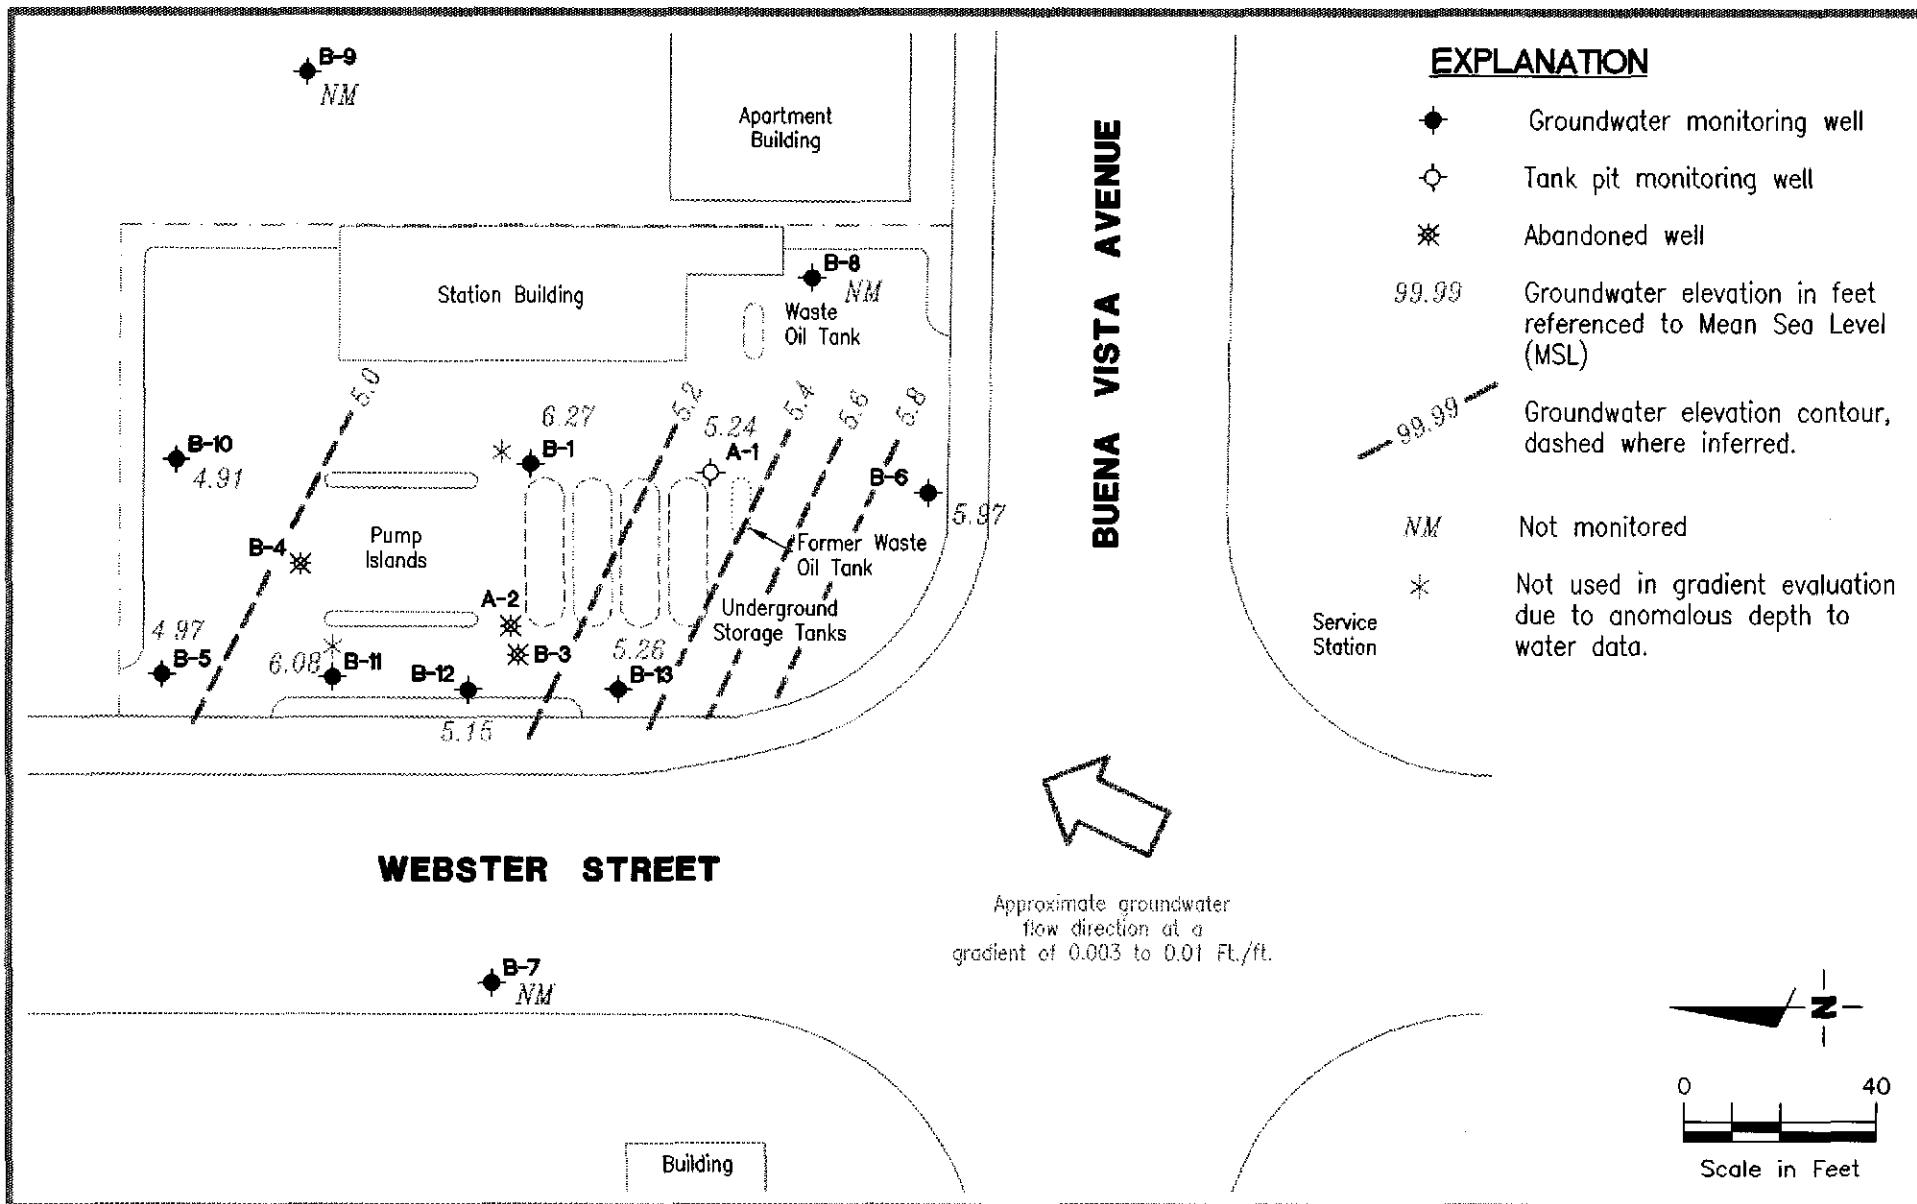 B-9
NM
Apartment
Building
Station Building
B-8
NM
Waste
Oil Tank
BUENA VISTA AVENUE
5.0
5.2
5.4
5.6
5.8
6.27
B-1
5.24
A-1
B-10
4.91
B-6
5.97
Pump
Islands
B-4
Former Waste
Oil Tank
A-2
Underground
Storage Tanks
4.97
B-5
6.08
B-11
B-12
5.15
B-3
5.26
B-13
WEBSTER STREET
Approximate groundwater
flow direction at a
gradient of 0.003 to 0.01 Ft./ft.
B-7
NM
Building
Service
Station
EXPLANATION
Groundwater monitoring well
Tank pit monitoring well
Abandoned well
99.99 Groundwater elevation in feet
referenced to Mean Sea Level
(MSL)
99.99 Groundwater elevation contour,
dashed where inferred.
NM Not monitored
* Not used in gradient evaluation
due to anomalous depth to
water data.
N
0 40
Scale in Feet